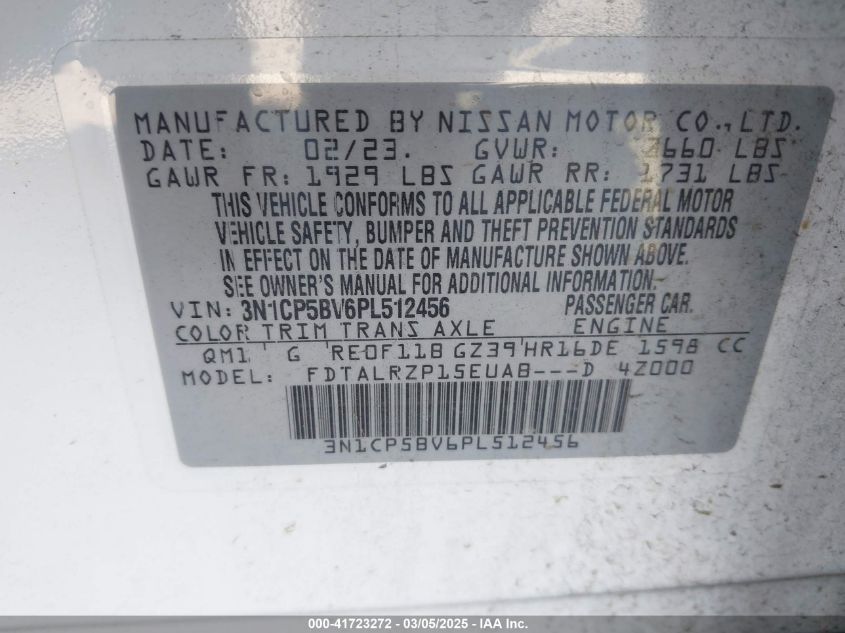 MANUFACTURED BY NISSAN MOTOR CO.,LTD.
DATE: 02/23. GVWR: 3660 LBS
GAWR FR: 1929 LBS GAWR RR: 1731 LBS
THIS VEHICLE CONFORMS TO ALL APPLICABLE FEDERAL MOTOR
VEHICLE SAFETY, BUMPER AND THEFT PREVENTION STANDARDS
IN EFFECT ON THE DATE OF MANUFACTURE SHOWN ABOVE.
SEE OWNER'S MANUAL FOR ADDITIONAL INFORMATION.
VIN: 3N1CP5BV6PL512456 PASSENGER CAR.
COLOR TRIM TRANS AXLE ENGINE
QM1 G RE0F11B GZ39 HR16DE 1598 CC
MODEL: FDTALRZP15EUAB---D 4Z000
3N1CP5BV6PL512456
000-41723272 - 03/05/2025 - IAA Inc.